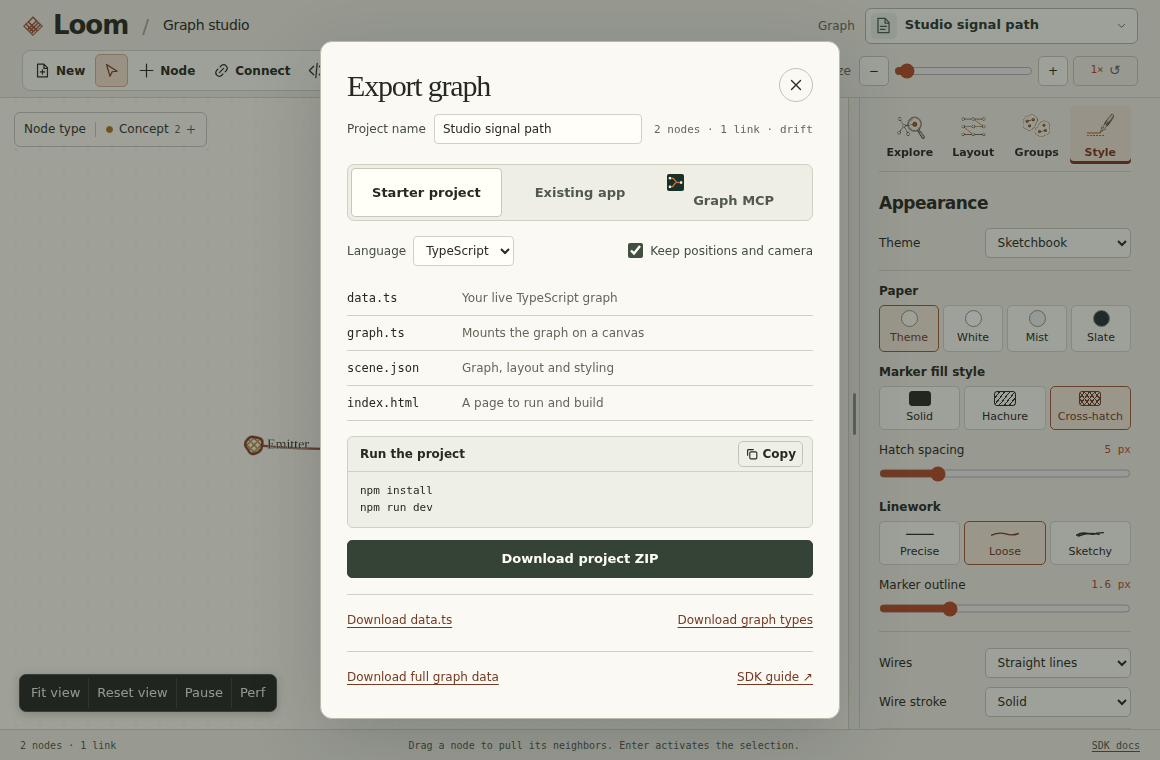 Loom / Graph studio
Graph Studio signal path
New Node Connect
ze − + 1× ↺
Node type Concept 2 +
Emitter
Fit view Reset view Pause Perf
Export graph
Project name Studio signal path 2 nodes · 1 link · drift
Starter project Existing app Graph MCP
Language TypeScript Keep positions and camera
data.ts Your live TypeScript graph
graph.ts Mounts the graph on a canvas
scene.json Graph, layout and styling
index.html A page to run and build
Run the project Copy
npm install
npm run dev
Download project ZIP
Download data.ts Download graph types
Download full graph data SDK guide ↗
Explore Layout Groups Style
Appearance
Theme Sketchbook
Paper
Theme White Mist Slate
Marker fill style
Solid Hachure Cross-hatch
Hatch spacing 5 px
Linework
Precise Loose Sketchy
Marker outline 1.6 px
Wires Straight lines
Wire stroke Solid
2 nodes · 1 link Drag a node to pull its neighbors. Enter activates the selection. SDK docs